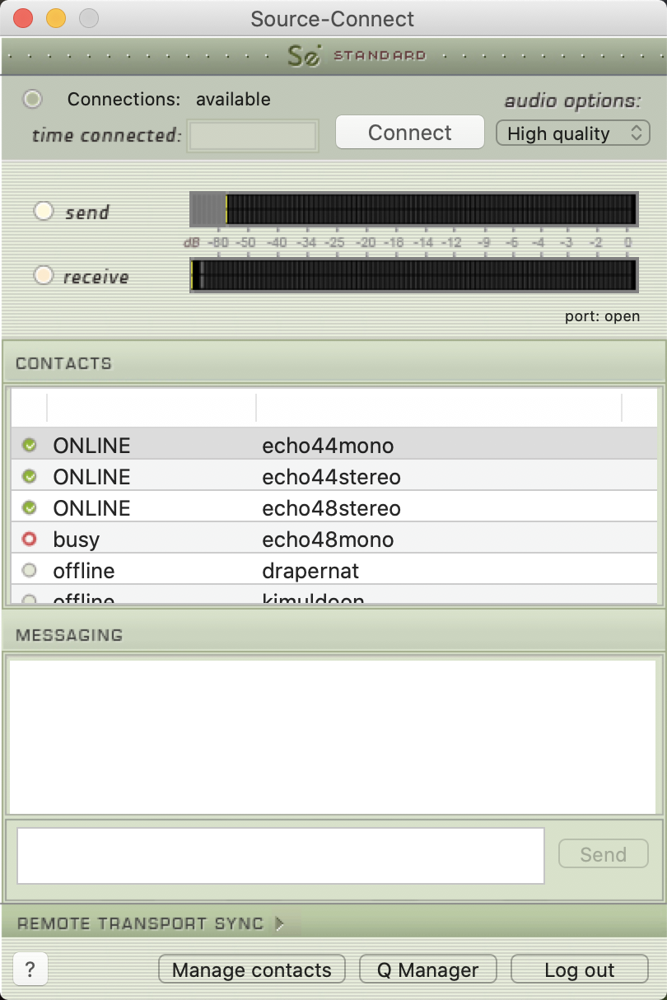 Source-Connect
STANDARD
Connections: available
audio options:
time connected:
Connect
High quality
send
dB -80 -50 -40 -34 -25 -20 -18 -14 -12 -9 -6 -4 -3 -2 0
receive
port: open
CONTACTS
ONLINE echo44mono
ONLINE echo44stereo
ONLINE echo48stereo
busy echo48mono
offline drapernat
offline kimuldoon
MESSAGING
Send
REMOTE TRANSPORT SYNC
?
Manage contacts
Q Manager
Log out